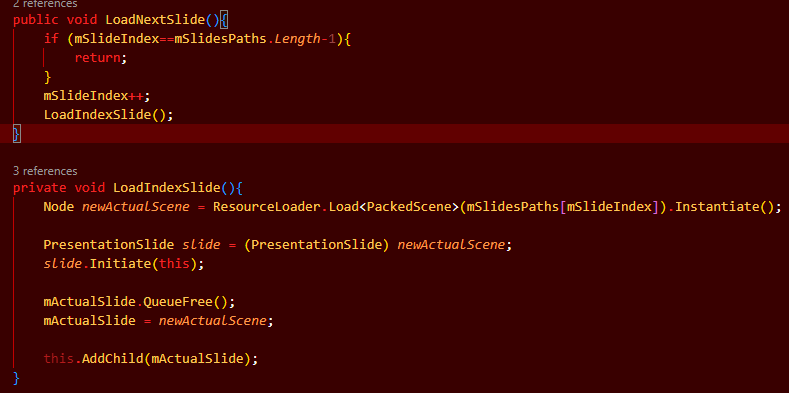 2 references
public void LoadNextSlide(){
if (mSlideIndex==mSlidesPaths.Length-1){
return;
}
mSlideIndex++;
LoadIndexSlide();
}
3 references
private void LoadIndexSlide(){
Node newActualScene = ResourceLoader.Load<PackedScene>(mSlidesPaths[mSlideIndex]).Instantiate();
PresentationSlide slide = (PresentationSlide) newActualScene;
slide.Initiate(this);
mActualSlide.QueueFree();
mActualSlide = newActualScene;
this.AddChild(mActualSlide);
}